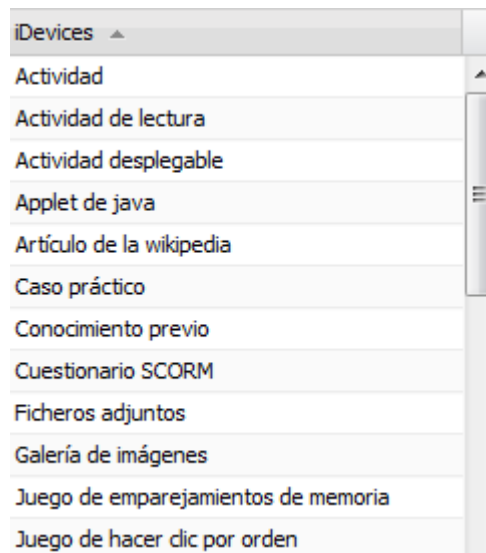 iDevices
Actividad
Actividad de lectura
Actividad desplegable
Applet de java
Artículo de la wikipedia
Caso práctico
Conocimiento previo
Cuestionario SCORM
Ficheros adjuntos
Galería de imágenes
Juego de emparejamientos de memoria
Juego de hacer clic por orden